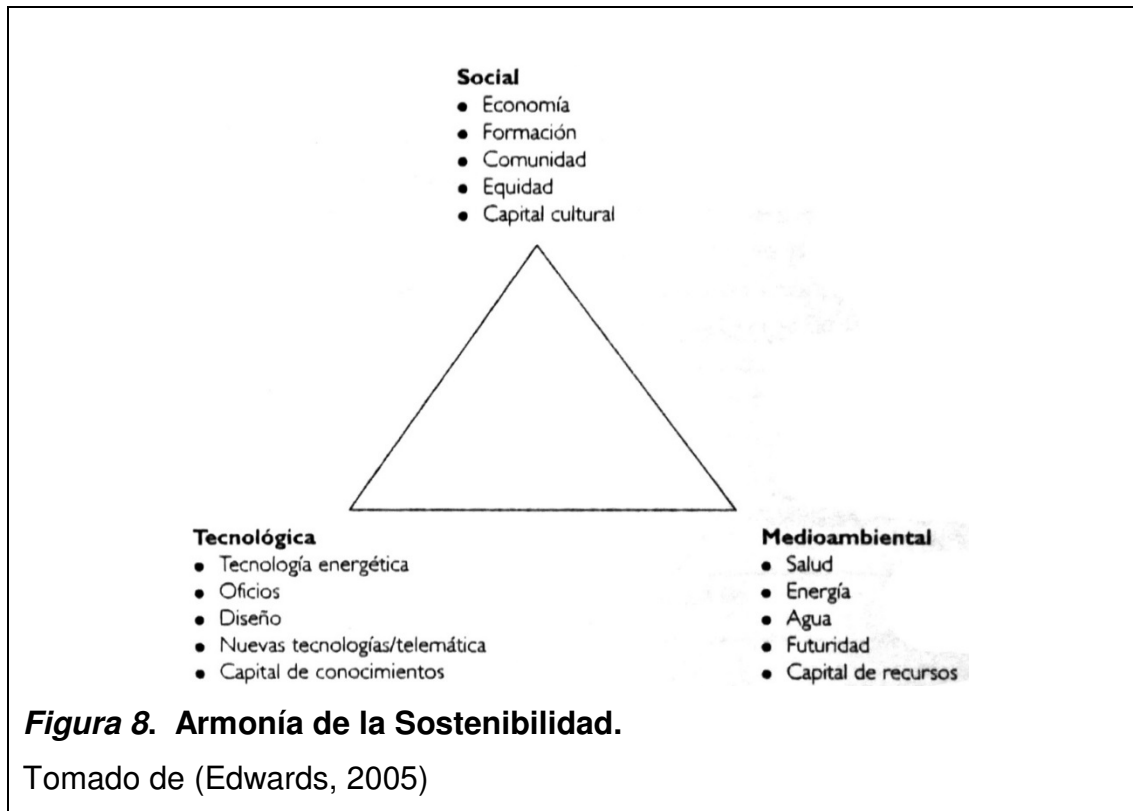 Social
• Economía
• Formación
• Comunidad
• Equidad
• Capital cultural
Tecnológica
• Tecnología energética
• Oficios
• Diseño
• Nuevas tecnologías/telemática
• Capital de conocimientos
Medioambiental
• Salud
• Energía
• Agua
• Futuridad
• Capital de recursos
Figura 8. Armonía de la Sostenibilidad.
Tomado de (Edwards, 2005)